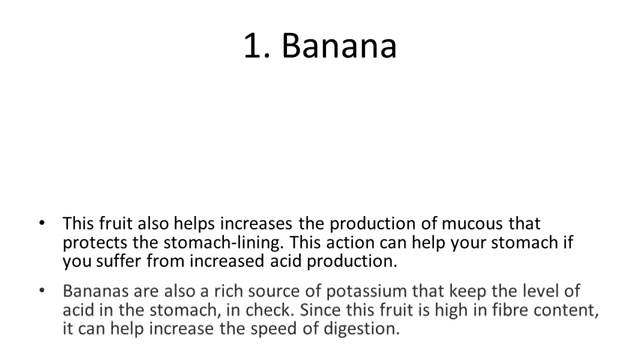 1. Banana
• This fruit also helps increases the production of mucous that
protects the stomach-lining. This action can help your stomach if
you suffer from increased acid production.
• Bananas are also a rich source of potassium that keep the level of
acid in the stomach, in check. Since this fruit is high in fibre content,
it can help increase the speed of digestion.